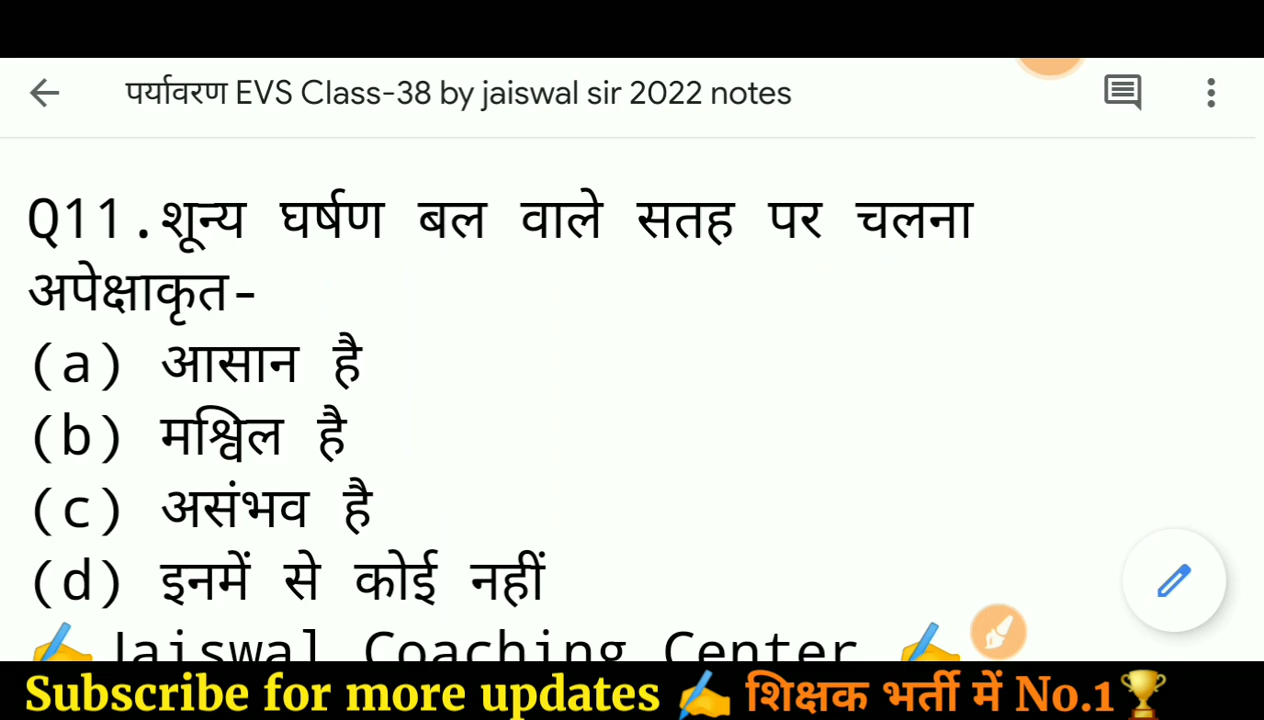 पर्यावरण EVS Class-38 by jaiswal sir 2022 notes
Q11.शून्य घर्षण बल वाले सतह पर चलना
अपेक्षाकृत-
(a) आसान है
(b) मश्विल है
(c) असंभव है
(d) इनमें से कोई नहीं
✍️ Jaiswal Coaching Center ✍️
Subscribe for more updates ✍️ शिक्षक भर्ती में No.1🏆